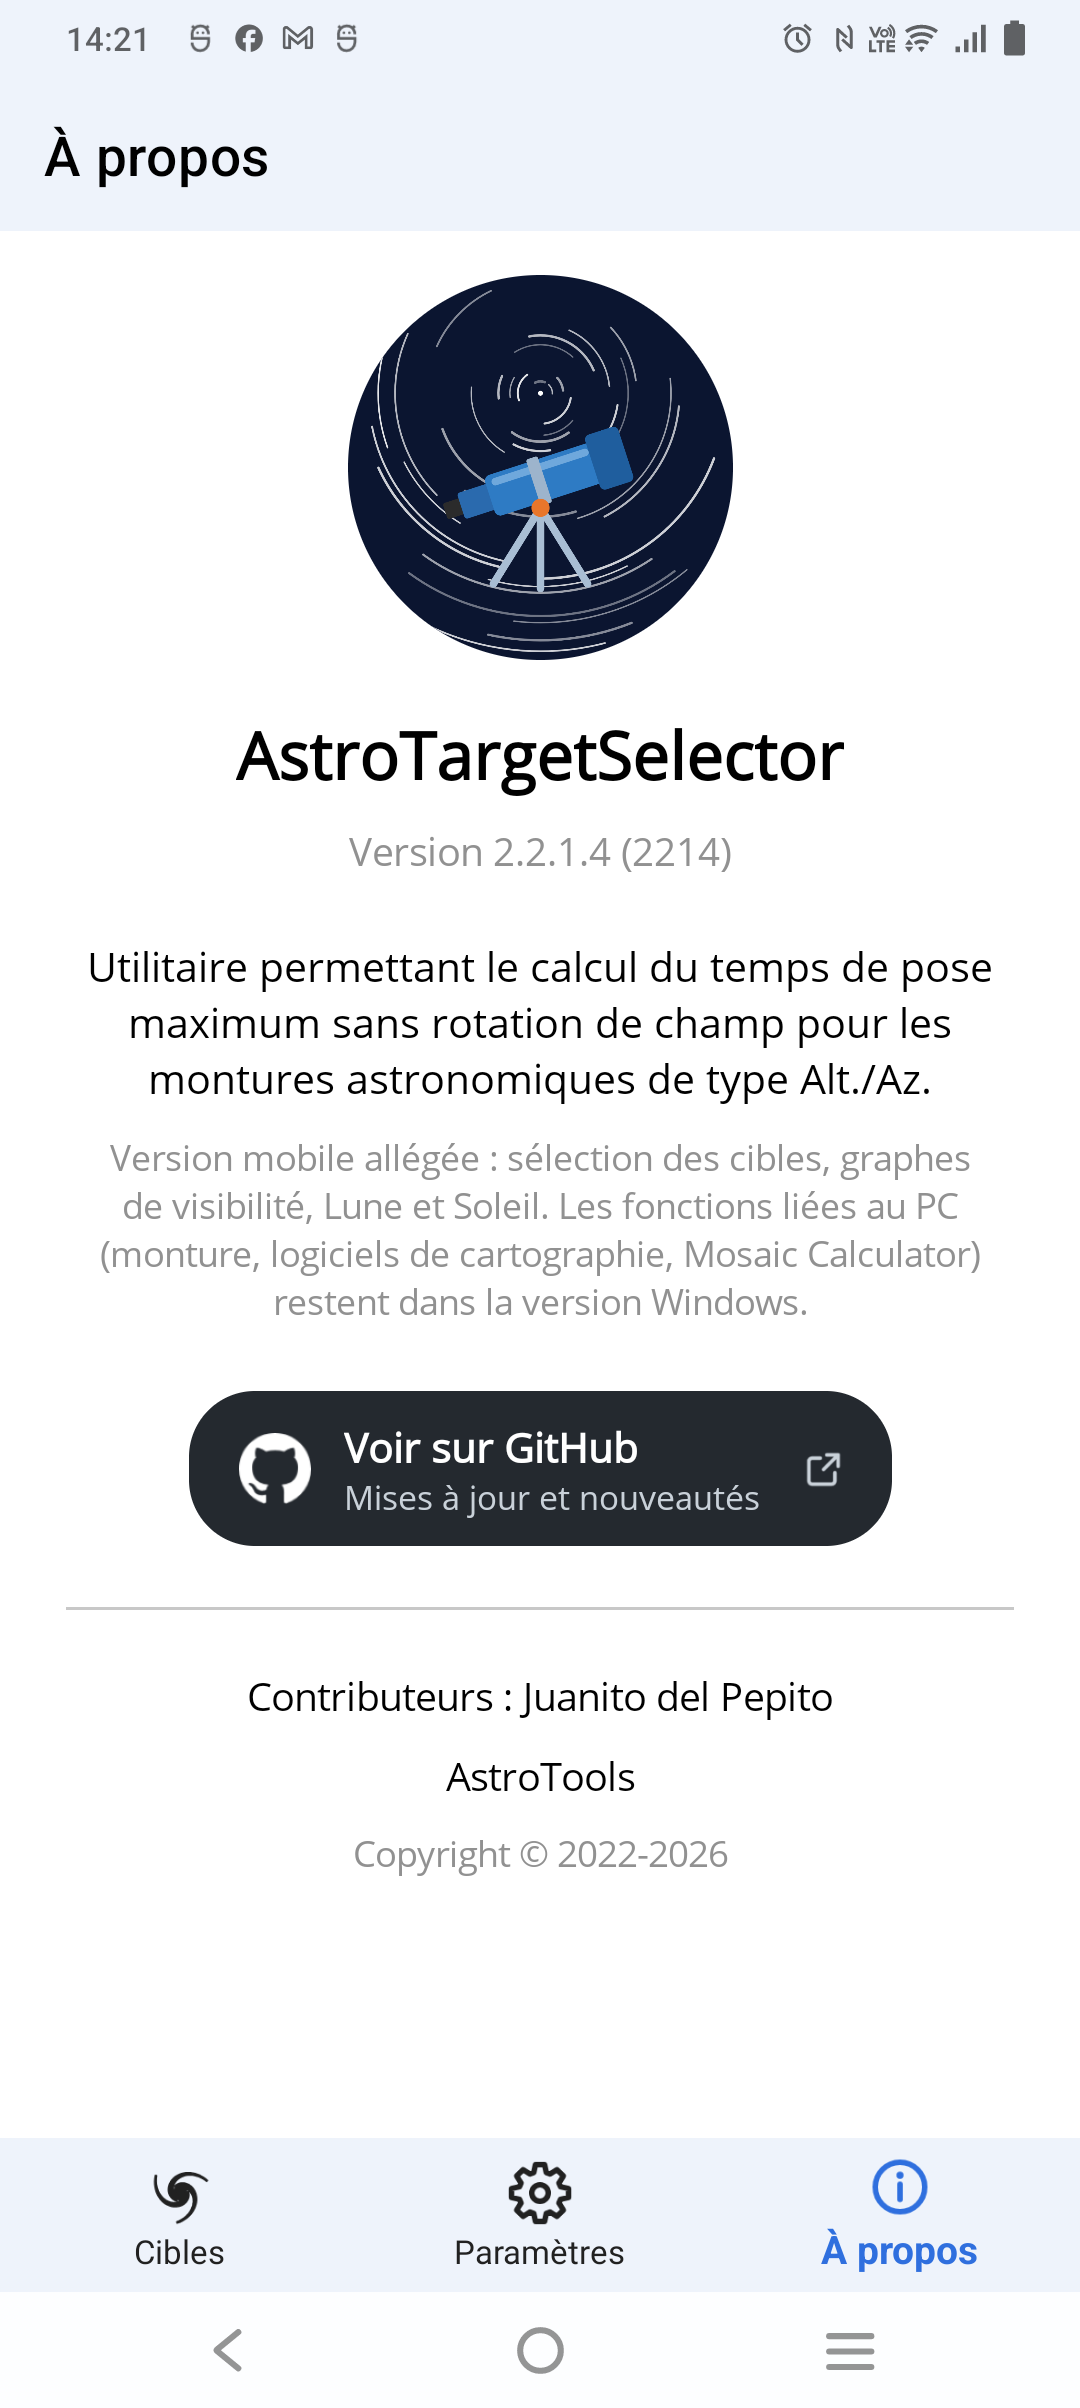 14:21
VoLTE
À propos
AstroTargetSelector
Version 2.2.1.4 (2214)
Utilitaire permettant le calcul du temps de pose
maximum sans rotation de champ pour les
montures astronomiques de type Alt./Az.
Version mobile allégée : sélection des cibles, graphes
de visibilité, Lune et Soleil. Les fonctions liées au PC
(monture, logiciels de cartographie, Mosaic Calculator)
restent dans la version Windows.
Voir sur GitHub
Mises à jour et nouveautés
Contributeurs : Juanito del Pepito
AstroTools
Copyright © 2022-2026
Cibles
Paramètres
À propos